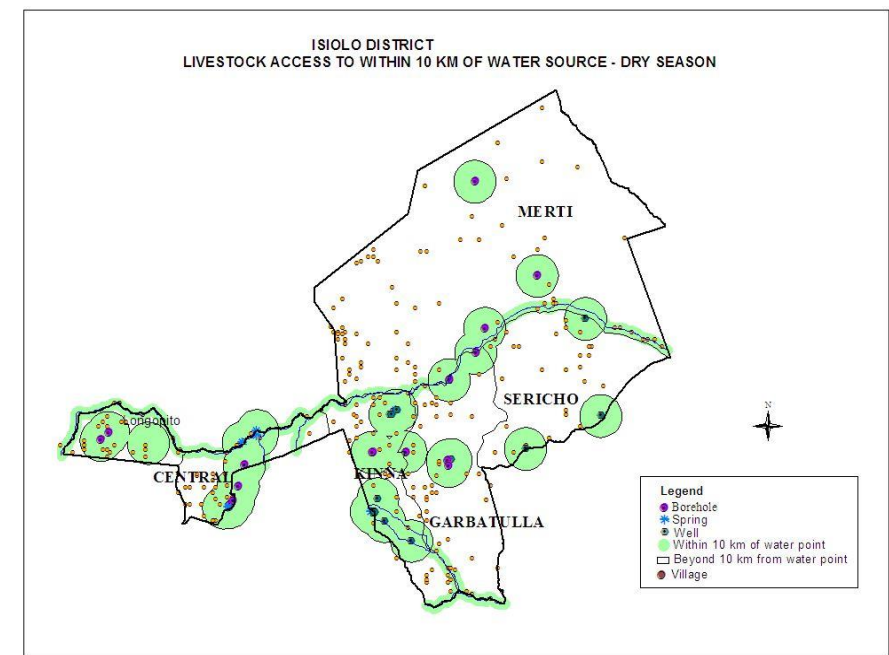 ISIOLO DISTRICT
LIVESTOCK ACCESS TO WITHIN 10 KM OF WATER SOURCE - DRY SEASON
MERTI
SERICHO
Longopito
CENTRAL
KINNA
GARBATULLA
N
Legend
Borehole
Spring
Well
Within 10 km of water point
Beyond 10 km from water point
Village